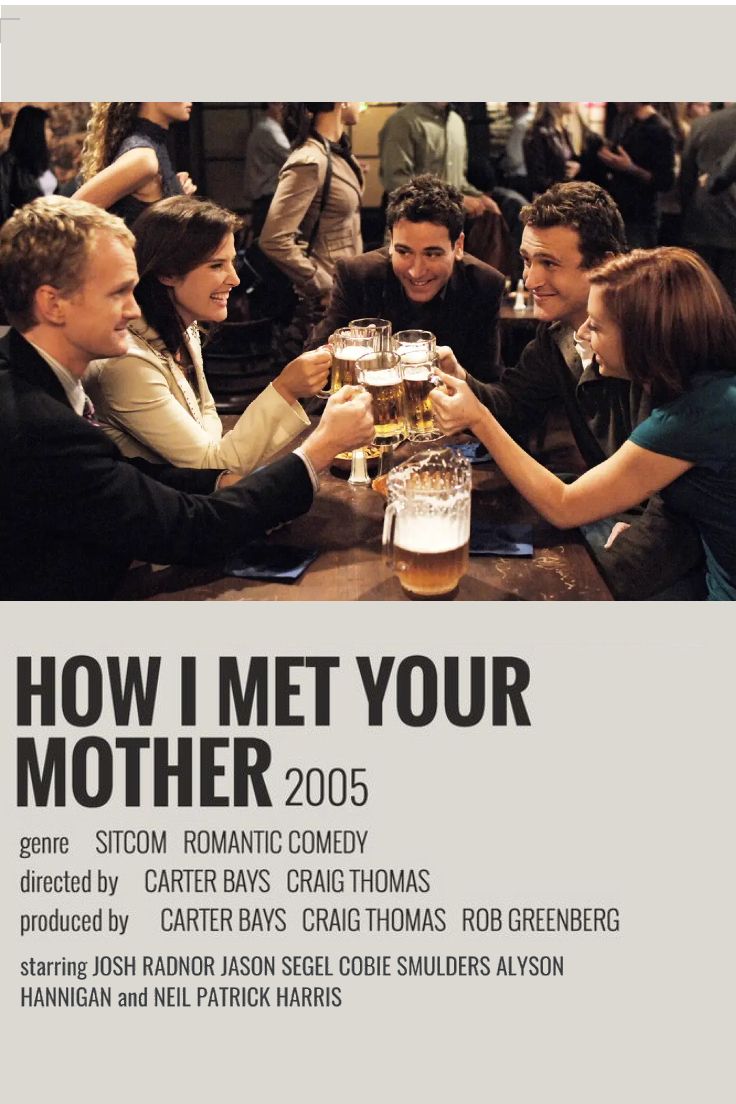 HOW I MET YOUR
MOTHER 2005
genre SITCOM ROMANTIC COMEDY
directed by CARTER BAYS CRAIG THOMAS
produced by CARTER BAYS CRAIG THOMAS ROB GREENBERG
starring JOSH RADNOR JASON SEGEL COBIE SMULDERS ALYSON
HANNIGAN and NEIL PATRICK HARRIS